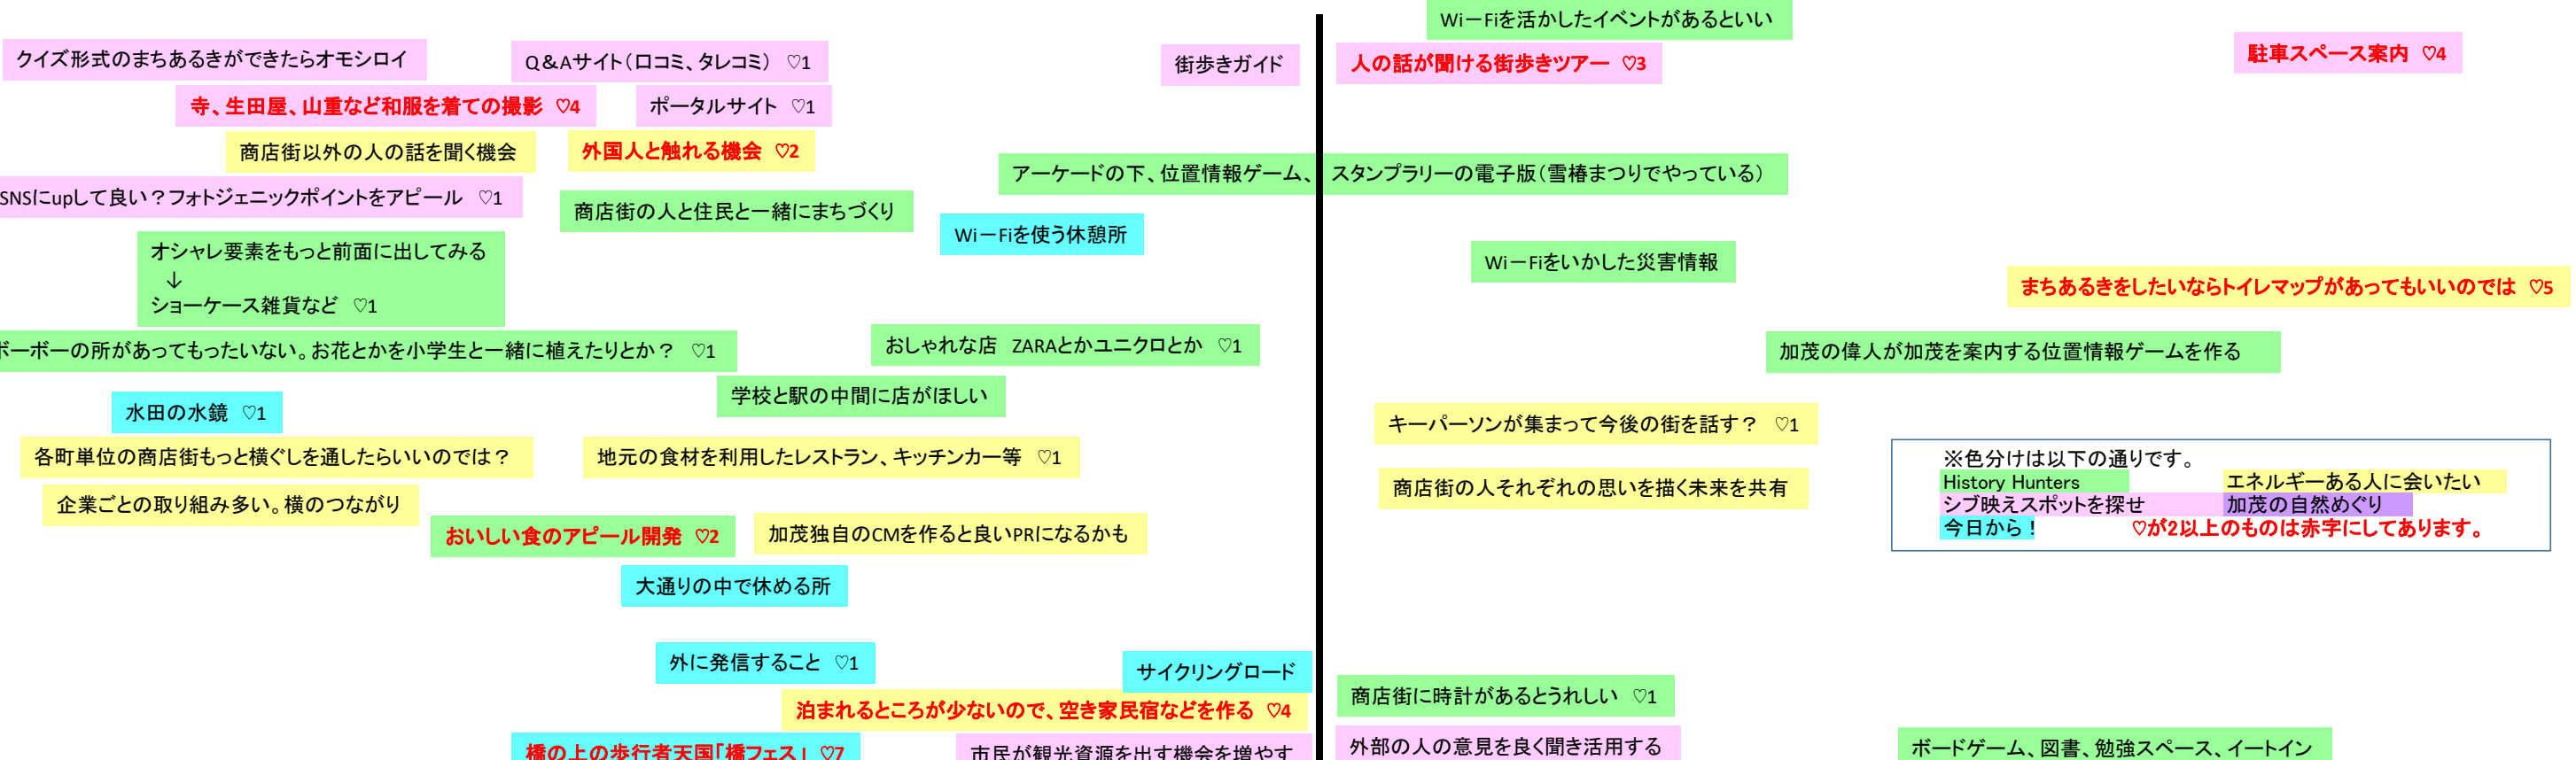 Wi－Fiを活かしたイベントがあるといい
クイズ形式のまちあるきができたらオモシロイ
Q＆Aサイト（口コミ、タレコミ） ♡1
街歩きガイド
人の話が聞ける街歩きツアー ♡3
駐車スペース案内 ♡4
寺、生田屋、山重など和服を着ての撮影 ♡4
ポータルサイト ♡1
商店街以外の人の話を聞く機会
外国人と触れる機会 ♡2
アーケードの下、位置情報ゲーム、 スタンプラリーの電子版（雪椿まつりでやっている）
SNSにupして良い？フォトジェニックポイントをアピール ♡1
商店街の人と住民と一緒にまちづくり
Wi－Fiを使う休憩所
オシャレ要素をもっと前面に出してみる
↓
ショーケース雑貨など ♡1
Wi－Fiをいかした災害情報
まちあるきをしたいならトイレマップがあってもいいのでは ♡5
ボーボーの所があってもったいない。お花とかを小学生と一緒に植えたりとか？ ♡1
おしゃれな店 ZARAとかユニクロとか ♡1
加茂の偉人が加茂を案内する位置情報ゲームを作る
学校と駅の中間に店がほしい
水田の水鏡 ♡1
キーパーソンが集まって今後の街を話す？ ♡1
各町単位の商店街もっと横ぐしを通したらいいのでは？
地元の食材を利用したレストラン、キッチンカー等 ♡1
商店街の人それぞれの思いを描く未来を共有
企業ごとの取り組み多い。横のつながり
おいしい食のアピール開発 ♡2
加茂独自のCMを作ると良いPRになるかも
※色分けは以下の通りです。
History Hunters
エネルギーある人に会いたい
シブ映えスポットを探せ
加茂の自然めぐり
今日から！
♡が2以上のものは赤字にしてあります。
大通りの中で休める所
外に発信すること ♡1
サイクリングロード
泊まれるところが少ないので、空き家民宿などを作る ♡4
商店街に時計があるとうれしい ♡1
橋の上の歩行者天国「橋フェス」 ♡7
市民が観光資源を出す機会を増やす
外部の人の意見を良く聞き活用する
ボードゲーム、図書、勉強スペース、イートイン